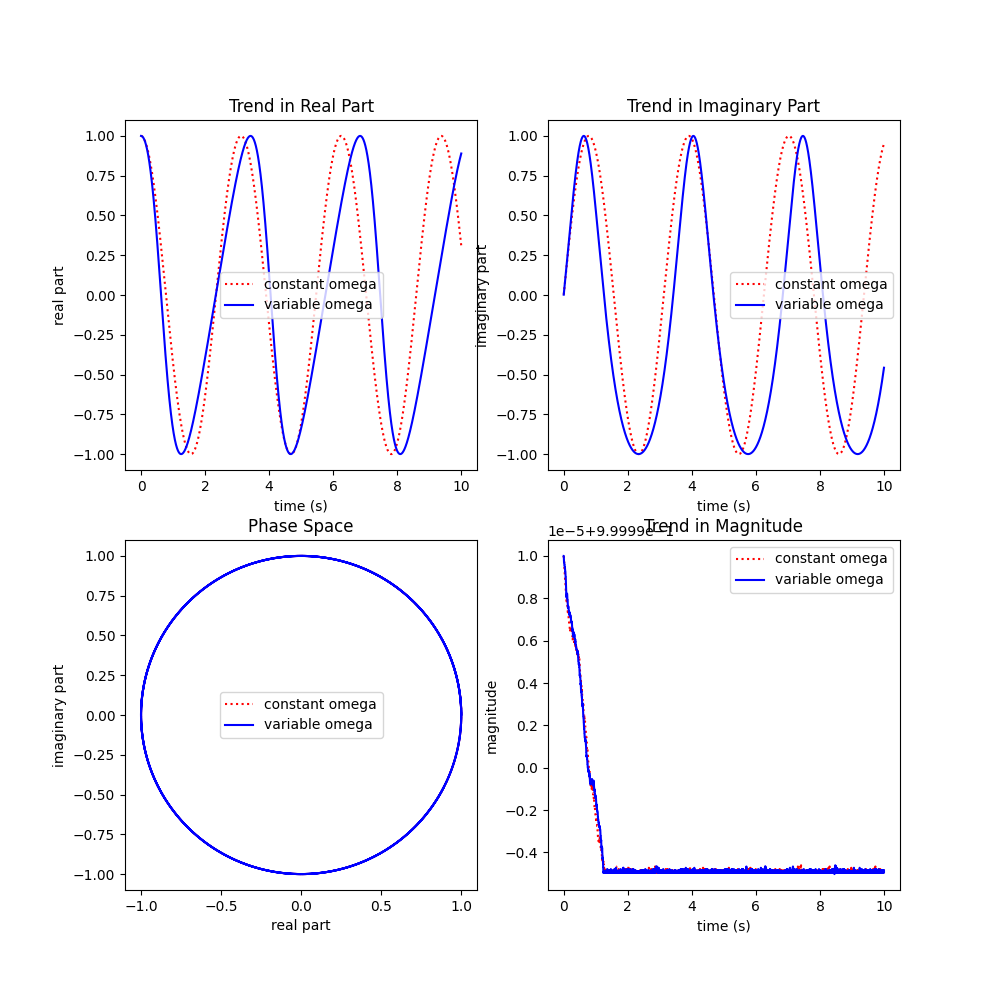 Trend in Real Part
1.00
0.75
0.50
0.25
0.00
−0.25
−0.50
−0.75
−1.00
real part
constant omega
variable omega
0 2 4 6 8 10
time (s)
Trend in Imaginary Part
1.00
0.75
0.50
0.25
0.00
−0.25
−0.50
−0.75
−1.00
imaginary part
constant omega
variable omega
0 2 4 6 8 10
time (s)
Phase Space
1.00
0.75
0.50
0.25
0.00
−0.25
−0.50
−0.75
−1.00
imaginary part
constant omega
variable omega
−1.0 −0.5 0.0 0.5 1.0
real part
Trend in Magnitude
1e−5+9.9999e−1
1.0
0.8
0.6
0.4
0.2
0.0
−0.2
−0.4
magnitude
constant omega
variable omega
0 2 4 6 8 10
time (s)